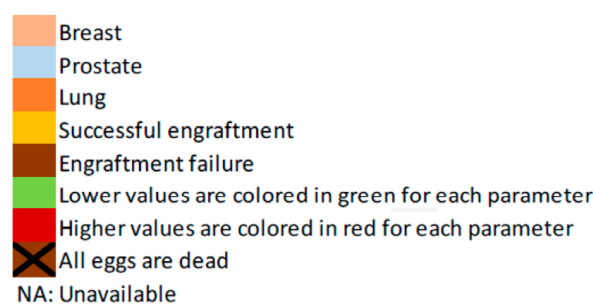 Breast
Prostate
Lung
Successful engraftment
Engraftment failure
Lower values are colored in green for each parameter
Higher values are colored in red for each parameter
All eggs are dead
NA: Unavailable